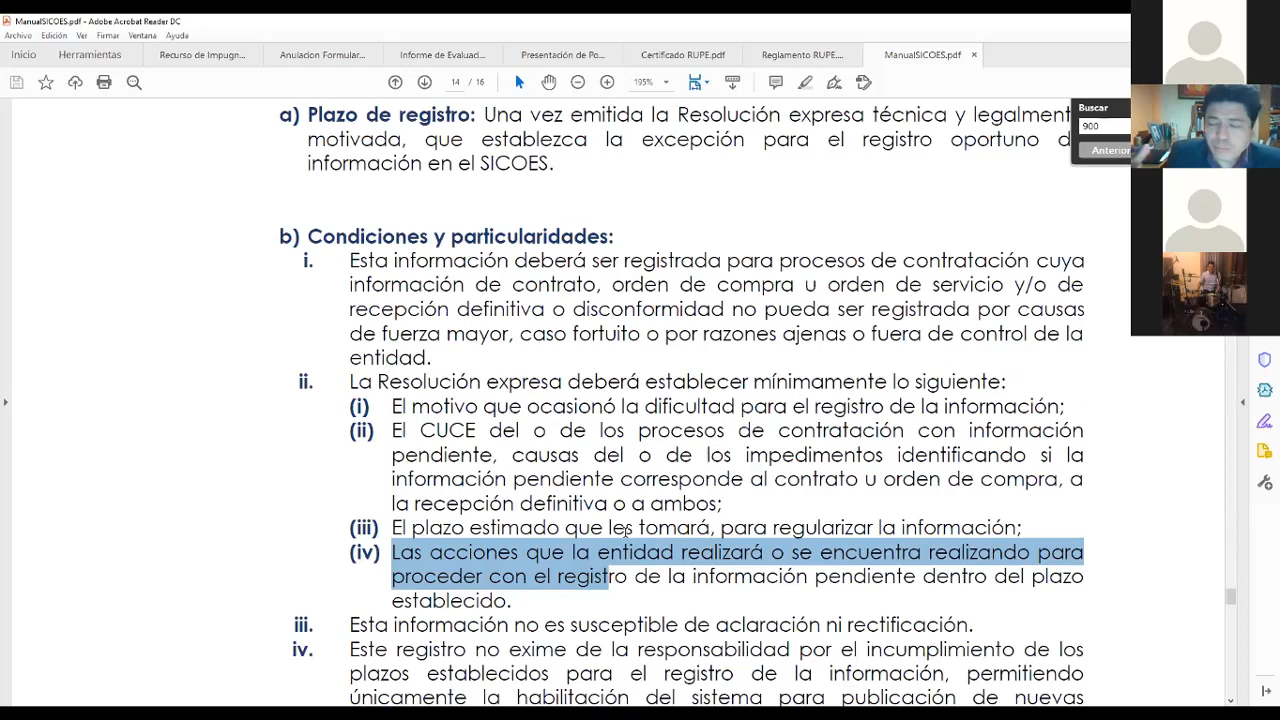 ManualSICOES.pdf - Adobe Acrobat Reader DC
Archivo Edición Ver Firmar Ventana Ayuda
Inicio Herramientas Recurso de Impugn... Anulacion Formular... Informe de Evaluad... Presentación de Po... Certificado RUPE.pdf Reglamento RUPE.... ManualSICOES.pdf ×
14 / 16 195%
Buscar
900
Anterior
a) Plazo de registro: Una vez emitida la Resolución expresa técnica y legalment
motivada, que establezca la excepción para el registro oportuno d
información en el SICOES.
b) Condiciones y particularidades:
i. Esta información deberá ser registrada para procesos de contratación cuya
información de contrato, orden de compra u orden de servicio y/o de
recepción definitiva o disconformidad no pueda ser registrada por causas
de fuerza mayor, caso fortuito o por razones ajenas o fuera de control de la
entidad.
ii. La Resolución expresa deberá establecer mínimamente lo siguiente:
(i) El motivo que ocasionó la dificultad para el registro de la información;
(ii) El CUCE del o de los procesos de contratación con información
pendiente, causas del o de los impedimentos identificando si la
información pendiente corresponde al contrato u orden de compra, a
la recepción definitiva o a ambos;
(iii) El plazo estimado que les tomará, para regularizar la información;
(iv) Las acciones que la entidad realizará o se encuentra realizando para
proceder con el registro de la información pendiente dentro del plazo
establecido.
iii. Esta información no es susceptible de aclaración ni rectificación.
iv. Este registro no exime de la responsabilidad por el incumplimiento de los
plazos establecidos para el registro de la información, permitiendo
únicamente la habilitación del sistema para publicación de nuevas